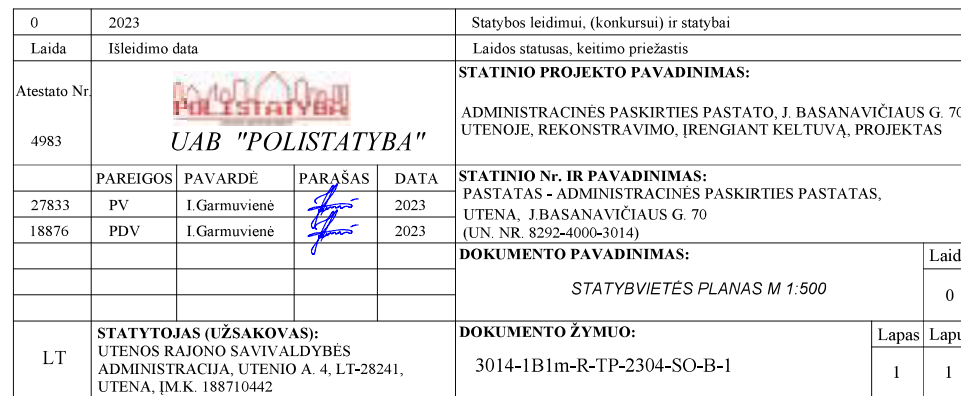 0 2023 Statybos leidimui, (konkursui) ir statybai
Laida Išleidimo data Laidos statusas, keitimo priežastis
Atestato Nr.
4983
POLISTATYBA
UAB "POLISTATYBA"
STATINIO PROJEKTO PAVADINIMAS:
ADMINISTRACINĖS PASKIRTIES PASTATO, J. BASANAVIČIAUS G. 70
UTENOJE, REKONSTRAVIMO, ĮRENGIANT KELTUVĄ, PROJEKTAS
PAREIGOS PAVARDĖ PARAŠAS DATA
27833 PV I.Garmuvienė 2023
18876 PDV I.Garmuvienė 2023
STATINIO Nr. IR PAVADINIMAS:
PASTATAS - ADMINISTRACINĖS PASKIRTIES PASTATAS,
UTENA, J.BASANAVIČIAUS G. 70
(UN. NR. 8292-4000-3014)
DOKUMENTO PAVADINIMAS: Laid
STATYBVIETĖS PLANAS M 1:500 0
LT
STATYTOJAS (UŽSAKOVAS):
UTENOS RAJONO SAVIVALDYBĖS
ADMINISTRACIJA, UTENIO A. 4, LT-28241,
UTENA, ĮM.K. 188710442
DOKUMENTO ŽYMUO: Lapas Lapų
3014-1B1m-R-TP-2304-SO-B-1 1 1